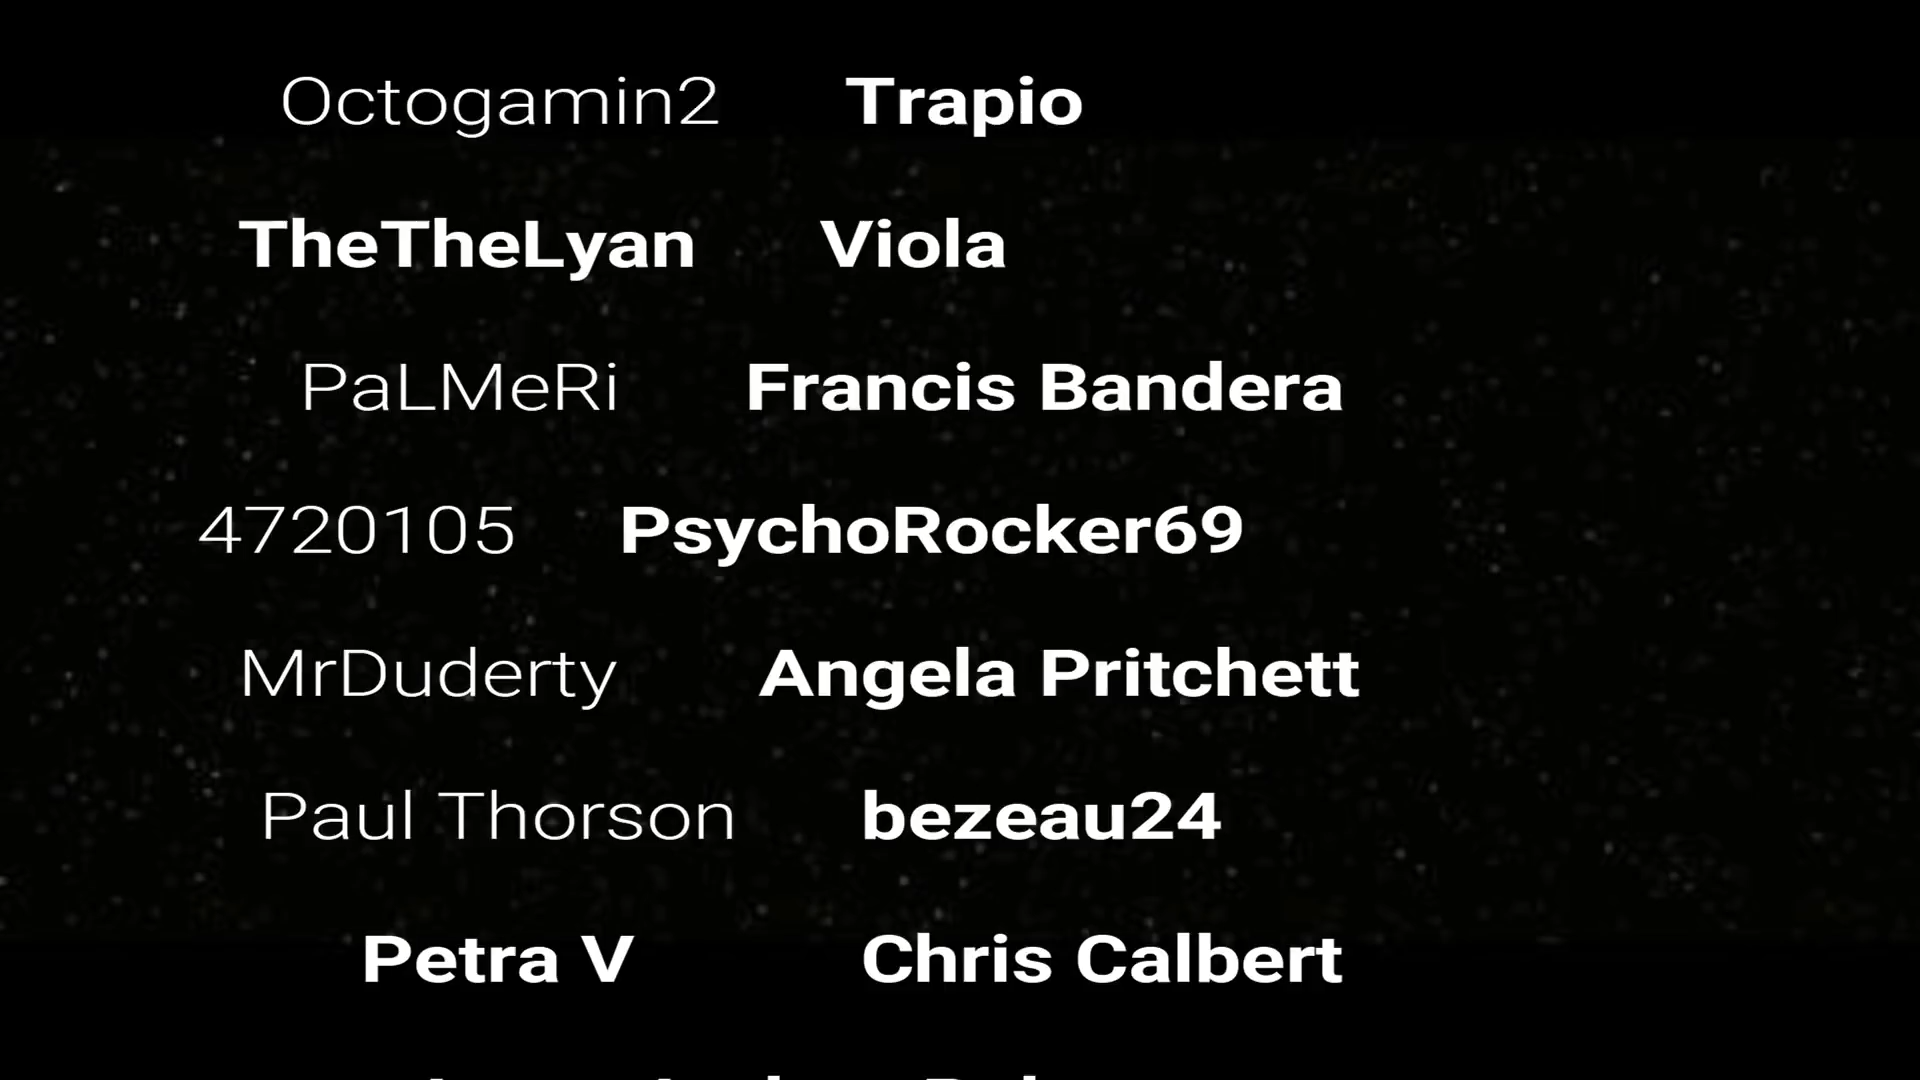 Octogamin2 Trapio
TheTheLyan Viola
PaLMeRi Francis Bandera
4720105 PsychoRocker69
MrDuderty Angela Pritchett
Paul Thorson bezeau24
Petra V Chris Calbert